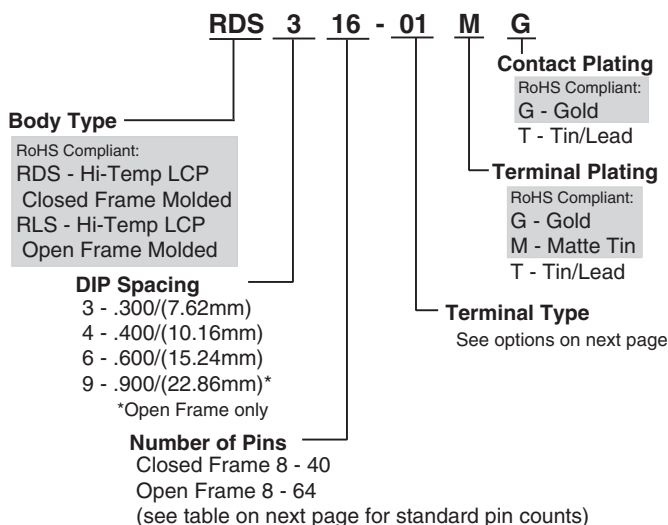 RDS 3 16 - 01 M G
Contact Plating
RoHS Compliant:
G - Gold
T - Tin/Lead
Body Type
RoHS Compliant:
RDS - Hi-Temp LCP
Closed Frame Molded
RLS - Hi-Temp LCP
Open Frame Molded
Terminal Plating
RoHS Compliant:
G - Gold
M - Matte Tin
T - Tin/Lead
DIP Spacing
3 - .300/(7.62mm)
4 - .400/(10.16mm)
6 - .600/(15.24mm)
9 - .900/(22.86mm)*
*Open Frame only
Terminal Type
See options on next page
Number of Pins
Closed Frame 8 - 40
Open Frame 8 - 64
(see table on next page for standard pin counts)